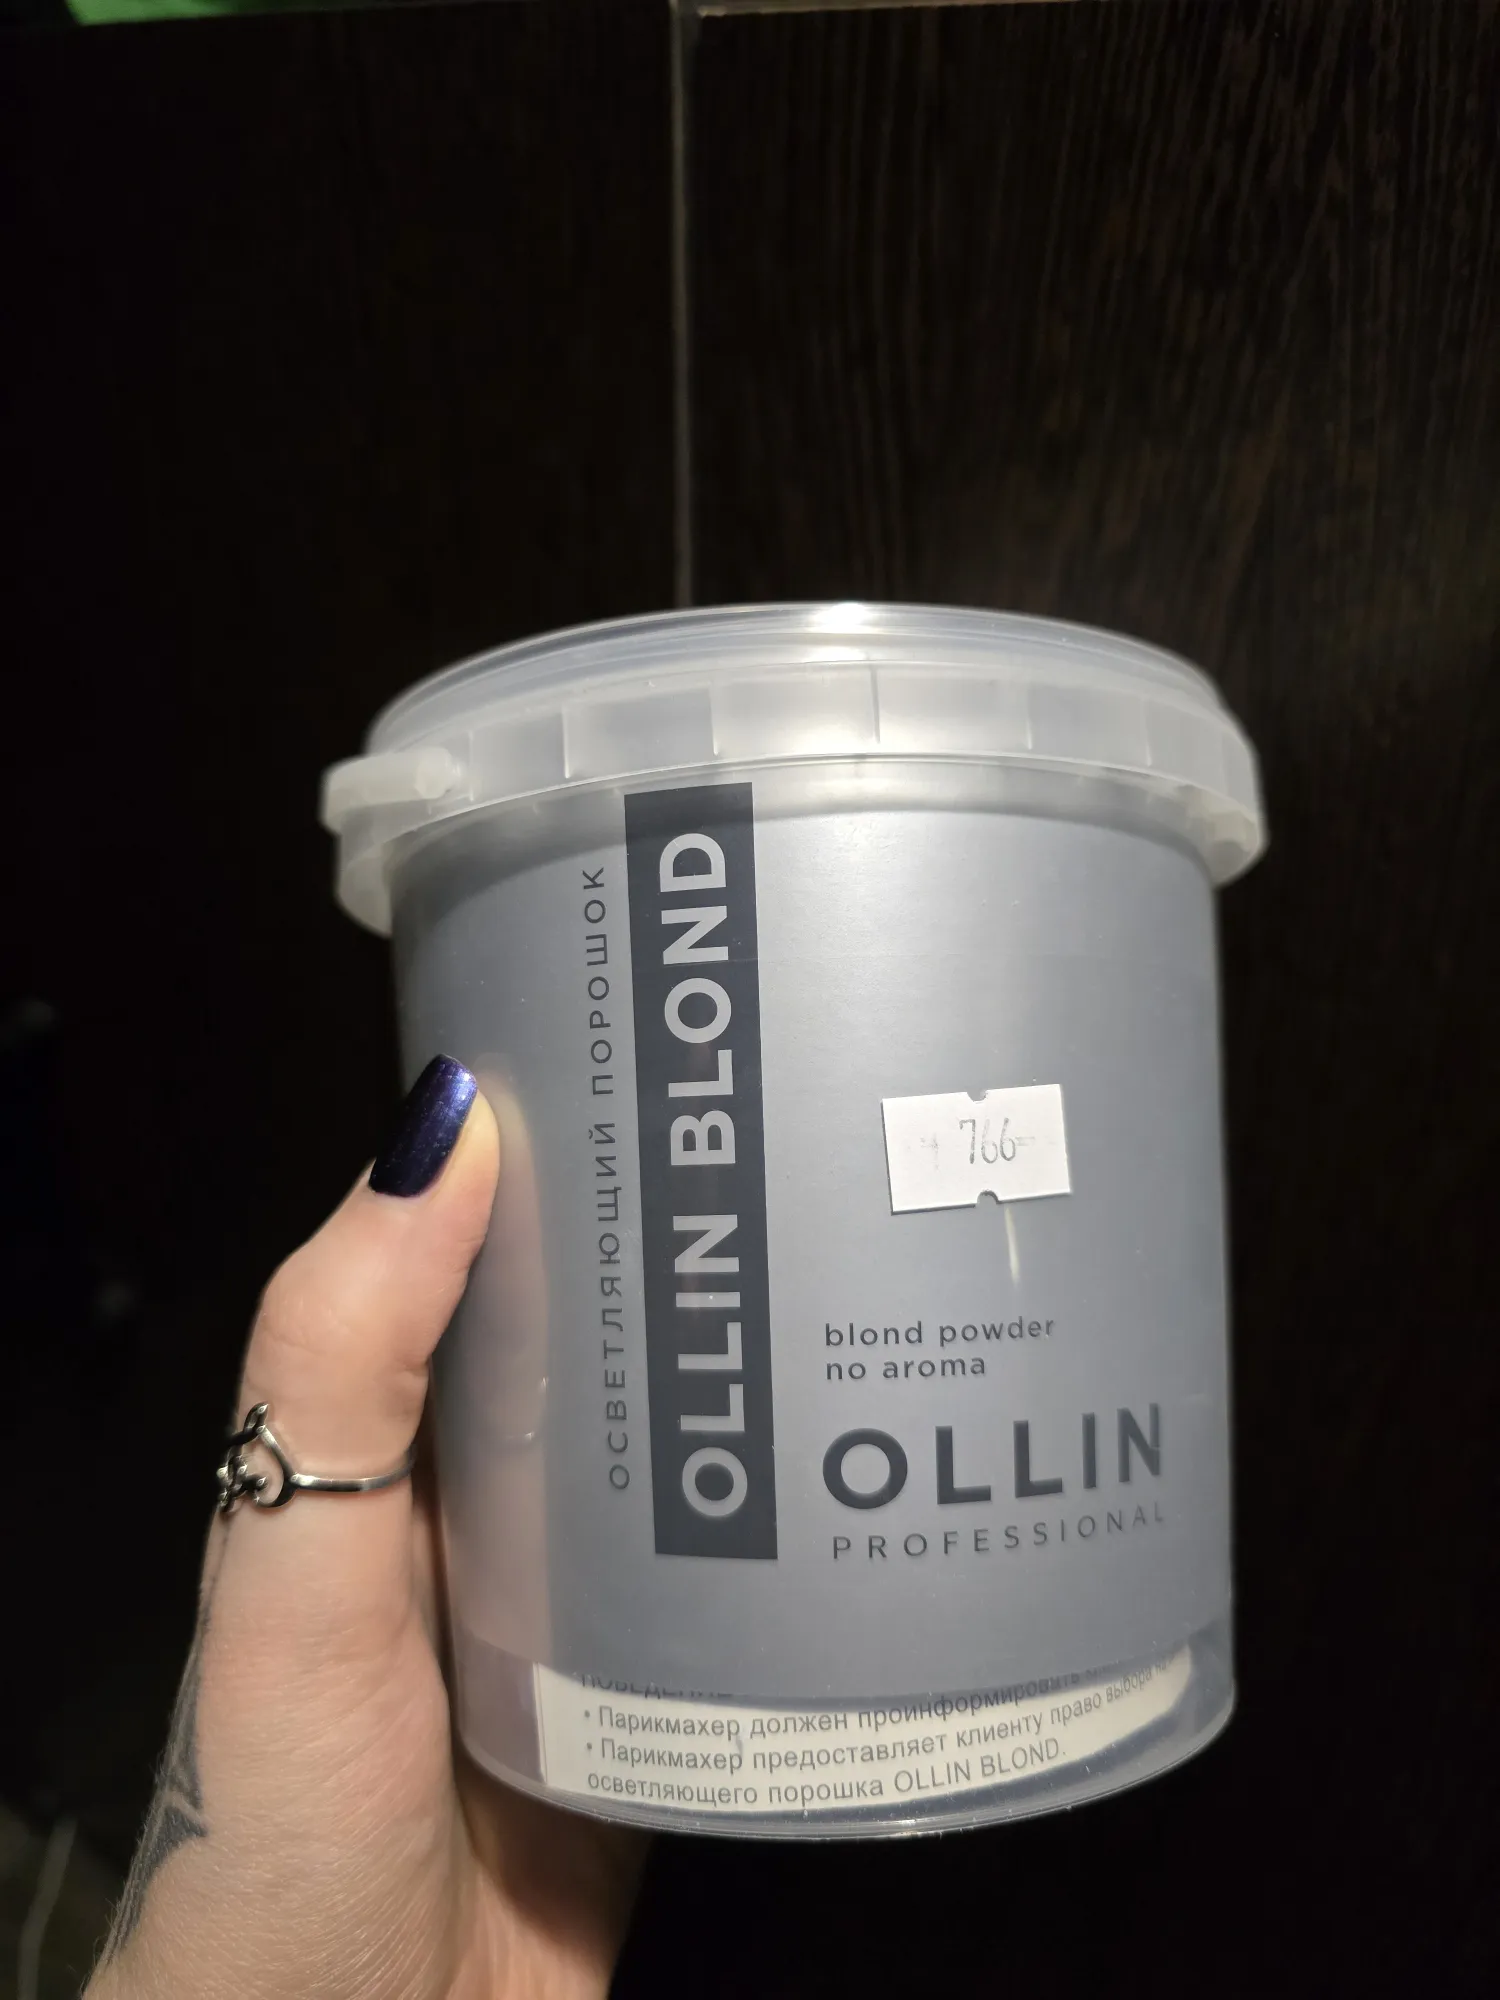 ОСВЕТЛЯЮЩИЙ ПОРОШОК
OLLIN BLOND
766-
blond powder
no aroma
OLLIN
PROFESSIONAL
• Парикмахер должен проинформировать
• Парикмахер предоставляет клиенту право выбора
осветляющего порошка OLLIN BLOND.